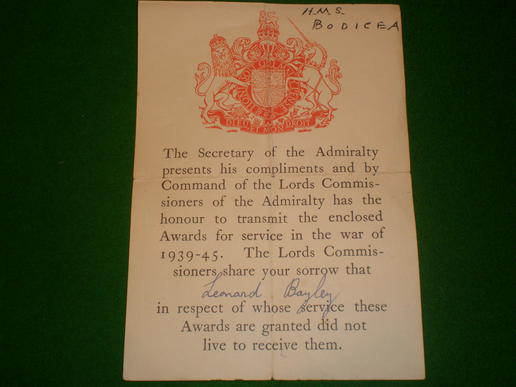 H.M.S.
BODICEA
DIEU ET MON DROIT
The Secretary of the Admiralty
presents his compliments and by
Command of the Lords Commis-
sioners of the Admiralty has the
honour to transmit the enclosed
Awards for service in the war of
1939-45. The Lords Commis-
sioners share your sorrow that
Leonard Bayley
in respect of whose service these
Awards are granted did not
live to receive them.